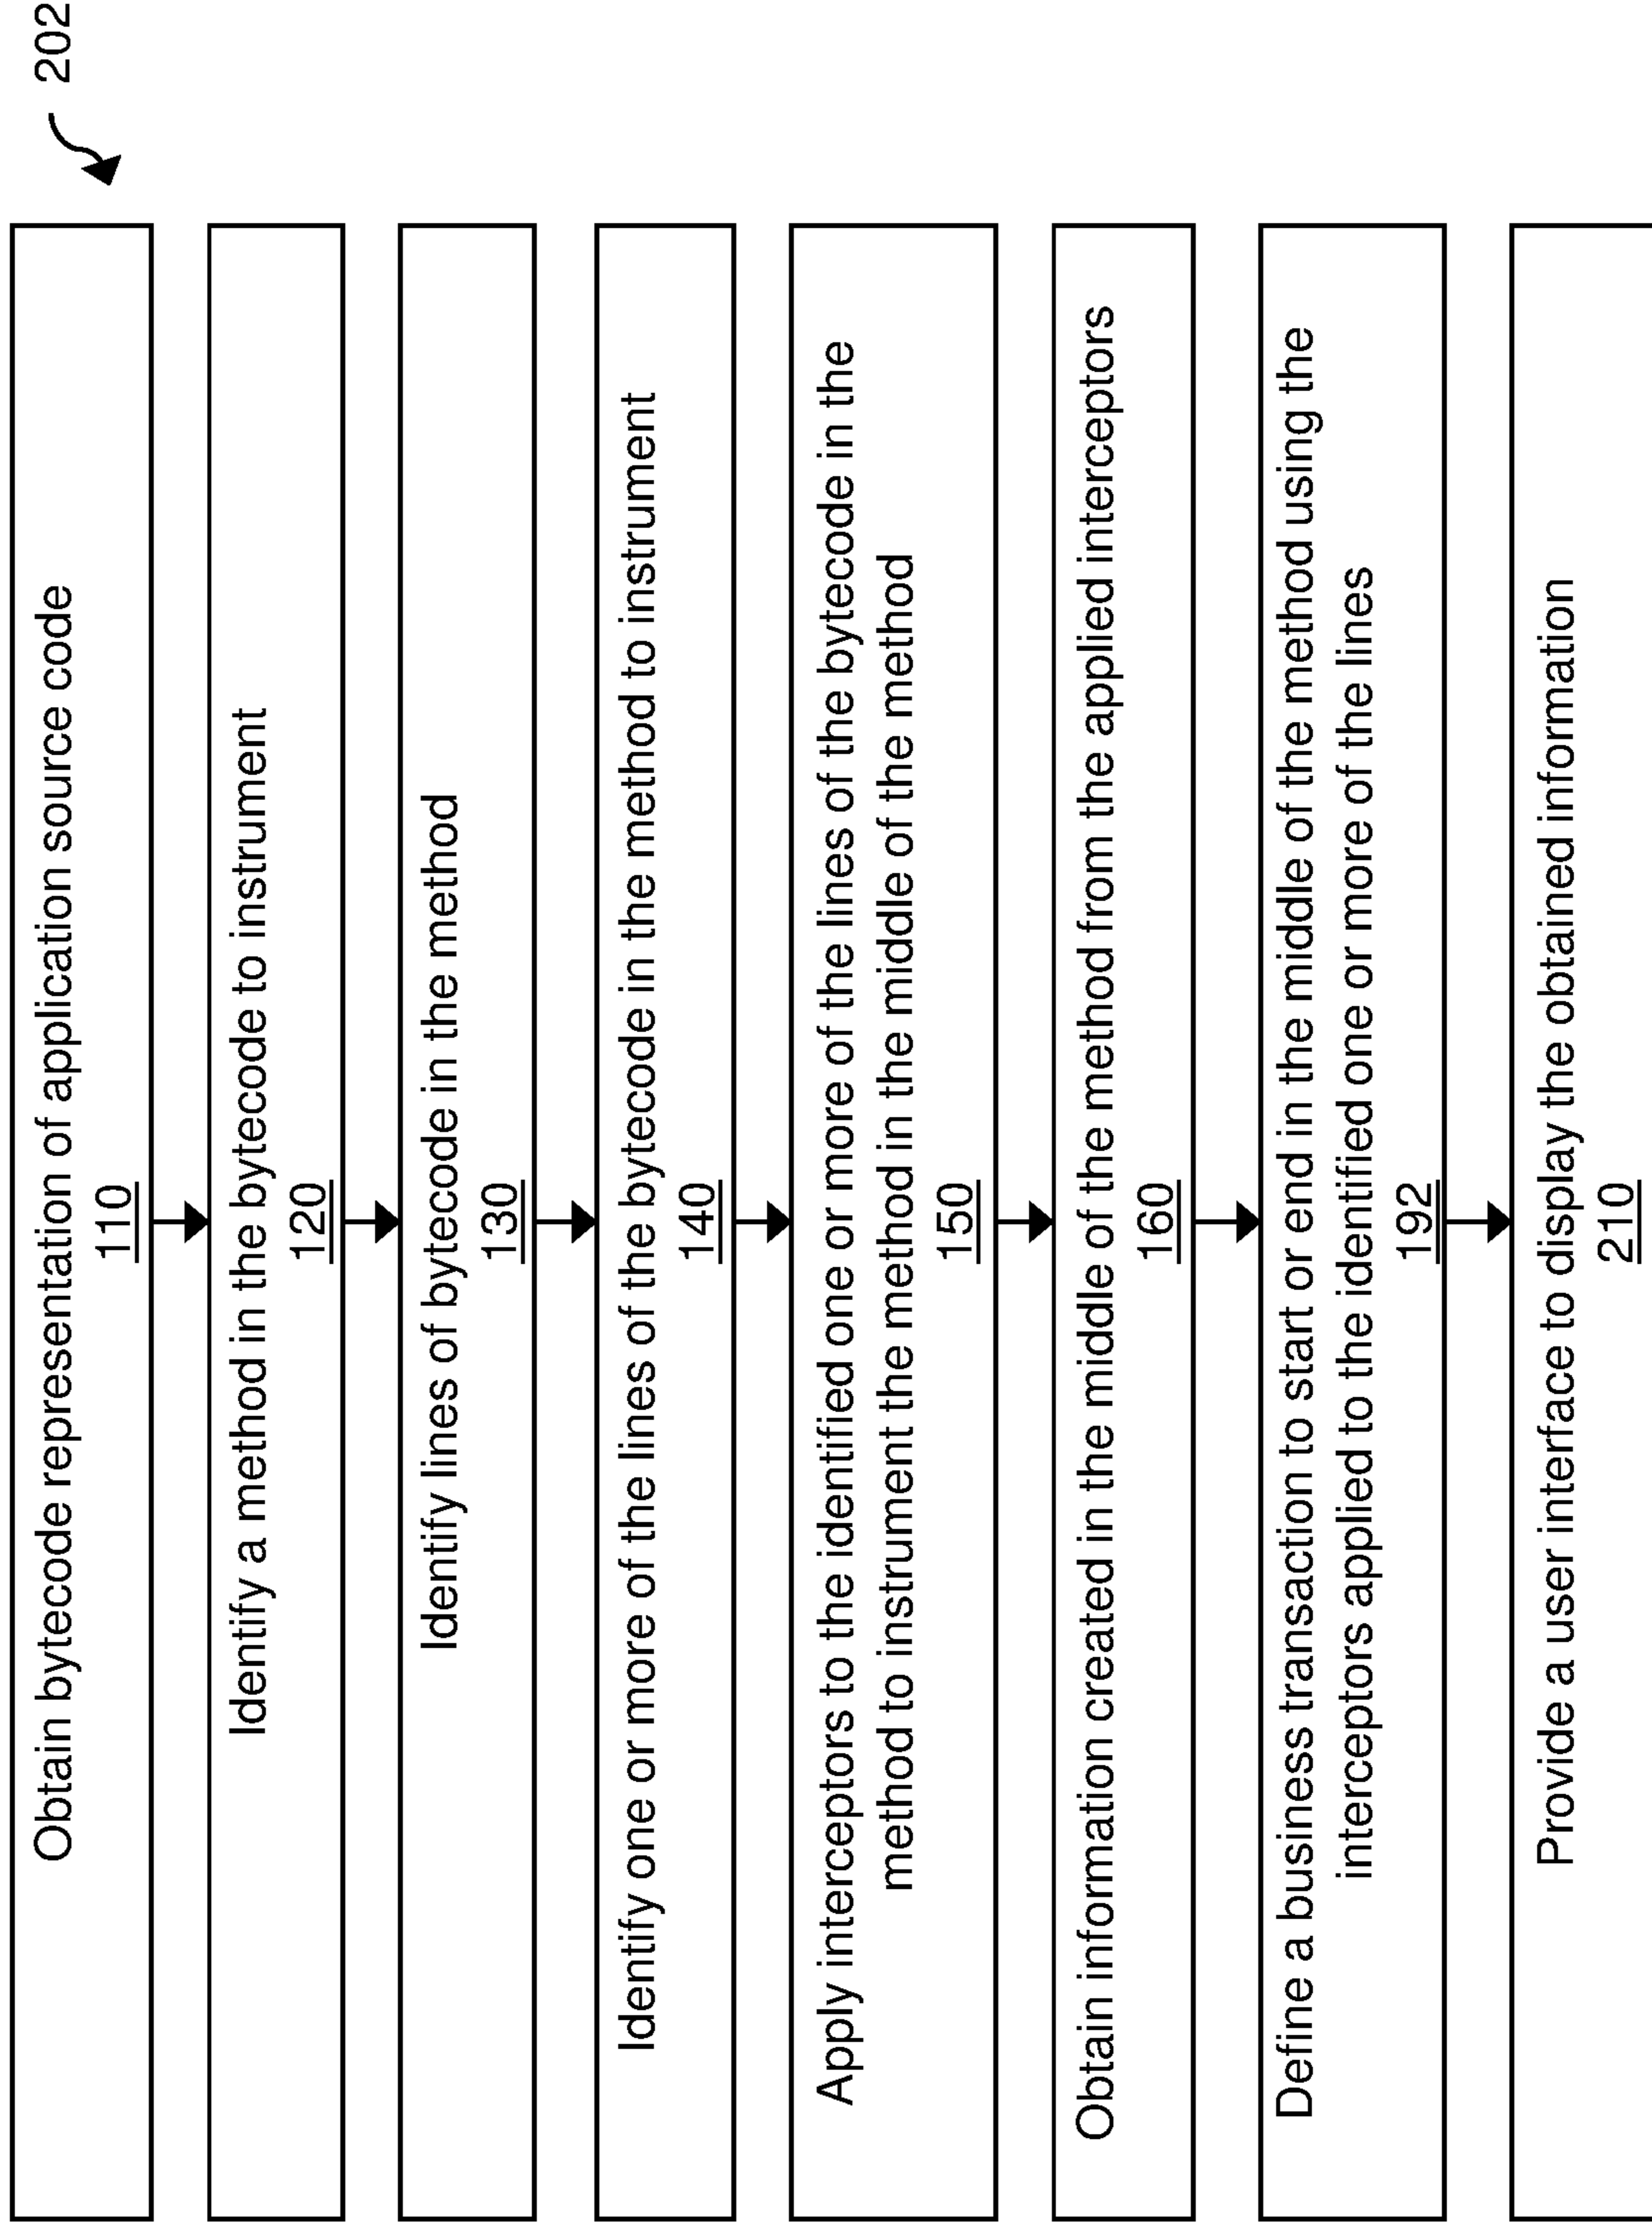 202
Obtain bytecode representation of application source code
110
Identify a method in the bytecode to instrument
120
Identify lines of bytecode in the method
130
Identify one or more of the lines of the bytecode in the method to instrument
140
Apply interceptors to the identified one or more of the lines of the bytecode in the
method to instrument the method in the middle of the method
150
Obtain information created in the middle of the method from the applied interceptors
160
Define a business transaction to start or end in the middle of the method using the
interceptors applied to the identified one or more of the lines
192
Provide a user interface to display the obtained information
210